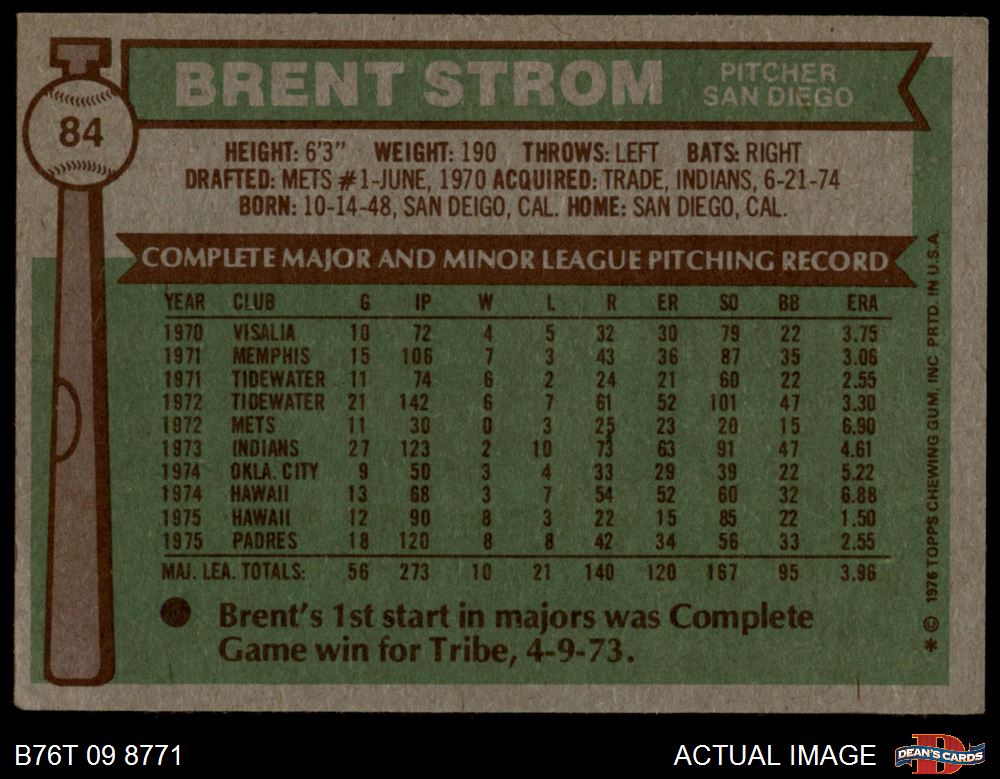 84
BRENT STROM
PITCHER
SAN DIEGO
HEIGHT: 6'3" WEIGHT: 190 THROWS: LEFT BATS: RIGHT
DRAFTED: METS #1-JUNE, 1970 ACQUIRED: TRADE, INDIANS, 6-21-74
BORN: 10-14-48, SAN DEIGO, CAL. HOME: SAN DIEGO, CAL.
COMPLETE MAJOR AND MINOR LEAGUE PITCHING RECORD
YEAR CLUB G IP W L R ER SO BB ERA
1970 VISALIA 10 72 4 5 32 30 79 22 3.75
1971 MEMPHIS 15 106 7 3 43 36 87 35 3.06
1971 TIDEWATER 11 74 6 2 24 21 60 22 2.55
1972 TIDEWATER 21 142 6 7 61 52 101 47 3.30
1972 METS 11 30 0 3 25 23 20 15 6.90
1973 INDIANS 27 123 2 10 73 63 91 47 4.61
1974 OKLA. CITY 9 50 3 4 33 29 39 22 5.22
1974 HAWAII 13 68 3 7 54 52 60 32 6.88
1975 HAWAII 12 90 8 3 22 15 85 22 1.50
1975 PADRES 18 120 8 8 42 34 56 33 2.55
MAJ. LEA. TOTALS: 56 273 10 21 140 120 167 95 3.96
Brent's 1st start in majors was Complete
Game win for Tribe, 4-9-73.
* © 1976 TOPPS CHEWING GUM, INC PRTD. IN U.S.A.
B76T 09 8771
ACTUAL IMAGE
DEAN'S CARDS